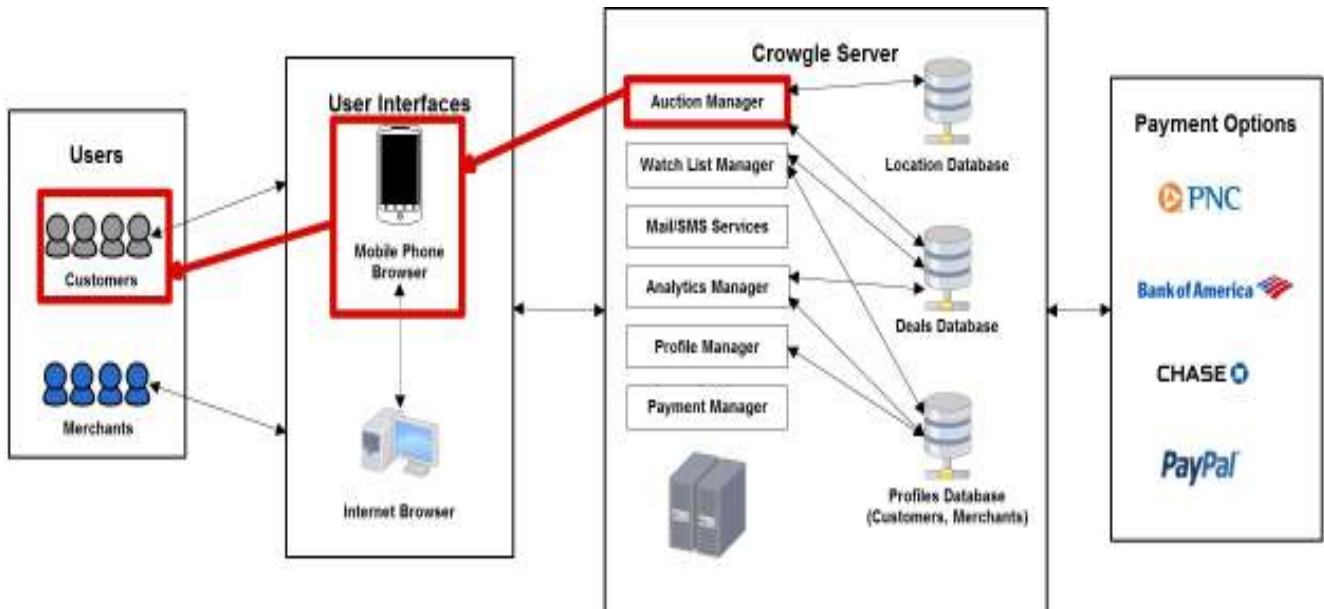 Users
Customers
Merchants
User Interfaces
Mobile Phone
Browser
Internet Browser
Crowgle Server
Auction Manager
Watch List Manager
Mail/SMS Services
Analytics Manager
Profile Manager
Payment Manager
Location Database
Deals Database
Profiles Database
(Customers, Merchants)
Payment Options
PNC
Bank of America
CHASE
PayPal